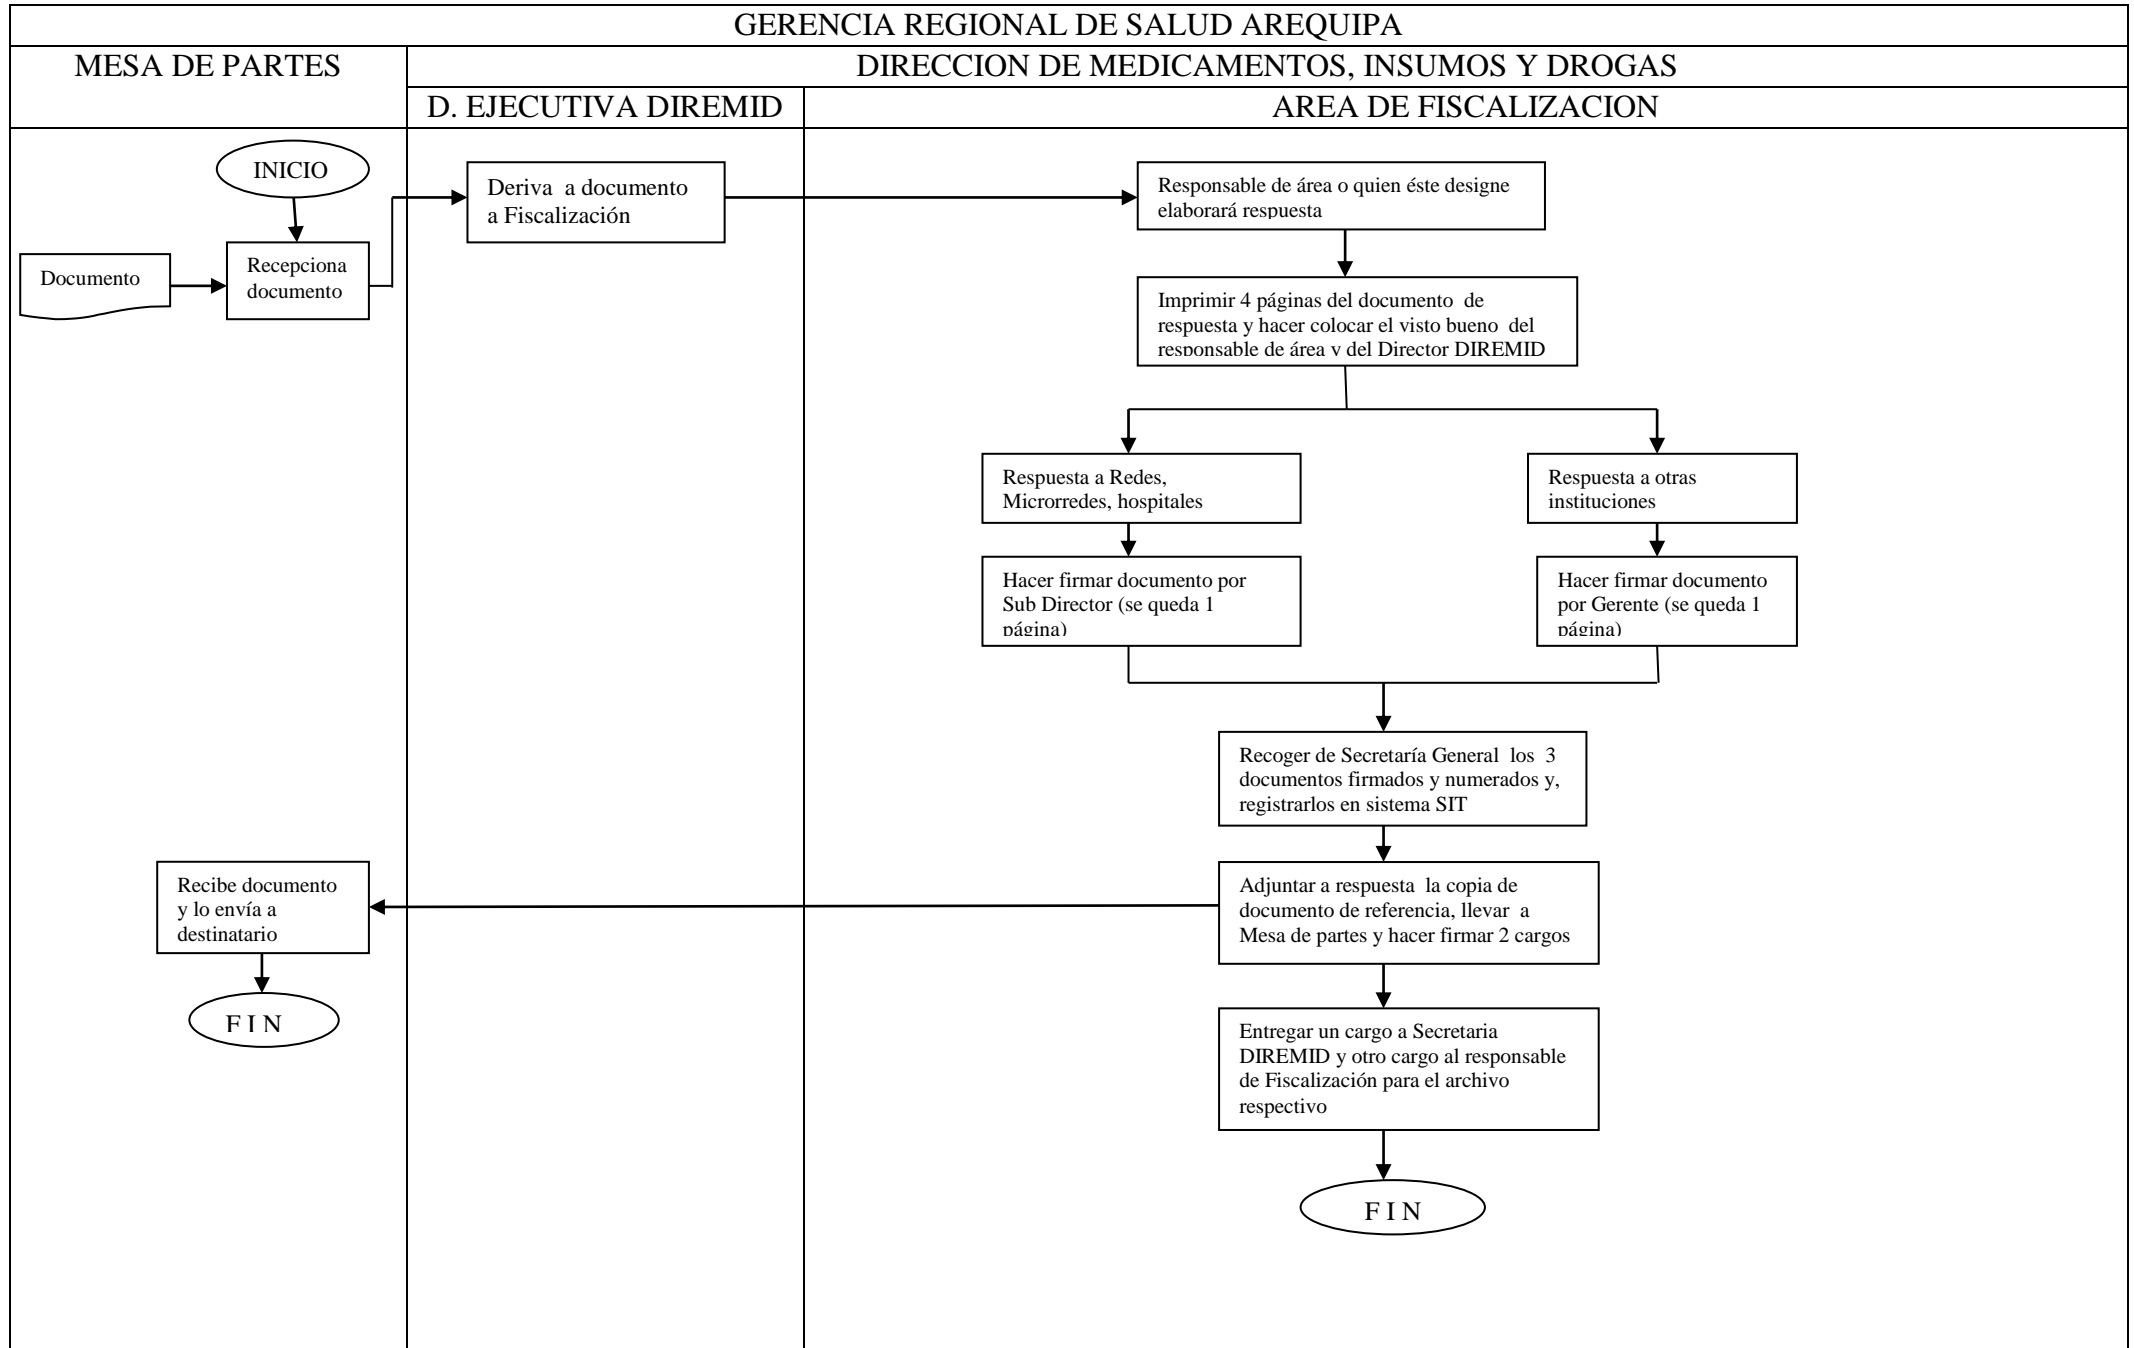 GERENCIA REGIONAL DE SALUD AREQUIPA
MESA DE PARTES
DIRECCION DE MEDICAMENTOS, INSUMOS Y DROGAS
D. EJECUTIVA DIREMID
AREA DE FISCALIZACION
INICIO
Documento
Recepciona
documento
Deriva a documento
a Fiscalización
Responsable de área o quien éste designe
elaborará respuesta
Imprimir 4 páginas del documento de
respuesta y hacer colocar el visto bueno del
responsable de área y del Director DIREMID
Respuesta a Redes,
Microrredes, hospitales
Respuesta a otras
instituciones
Hacer firmar documento por
Sub Director (se queda 1
página)
Hacer firmar documento
por Gerente (se queda 1
página)
Recoger de Secretaría General los 3
documentos firmados y numerados y,
registrarlos en sistema SIT
Adjuntar a respuesta la copia de
documento de referencia, llevar a
Mesa de partes y hacer firmar 2 cargos
Recibe documento
y lo envía a
destinatario
F I N
Entregar un cargo a Secretaria
DIREMID y otro cargo al responsable
de Fiscalización para el archivo
respectivo
F I N